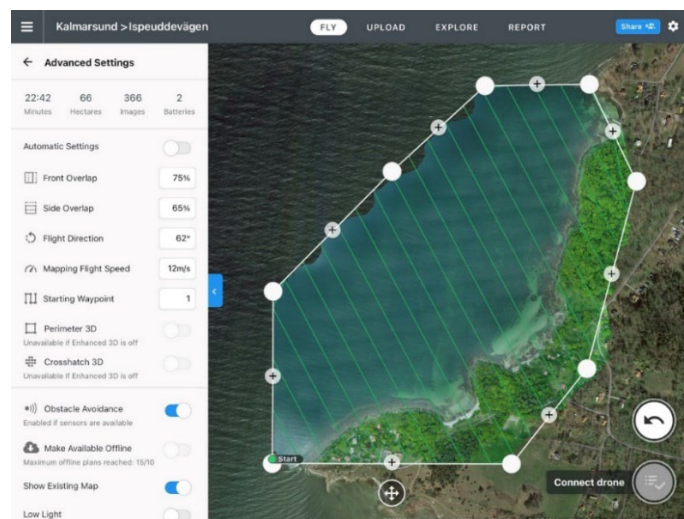 Kalmarsund > Ispeuddevägen
FLY UPLOAD EXPLORE REPORT
Share
Advanced Settings
22:42 66 366 2
Minutes Hectares Images Batteries
Automatic Settings
Front Overlap 75%
Side Overlap 65%
Flight Direction 62°
Mapping Flight Speed 12m/s
Starting Waypoint 1
Perimeter 3D
Unavailable if Enhanced 3D is off
Crosshatch 3D
Unavailable if Enhanced 3D is off
Obstacle Avoidance
Enabled if sensors are available
Make Available Offline
Maximum offline plans reached: 15/10
Show Existing Map
Low Light
Start
Connect drone